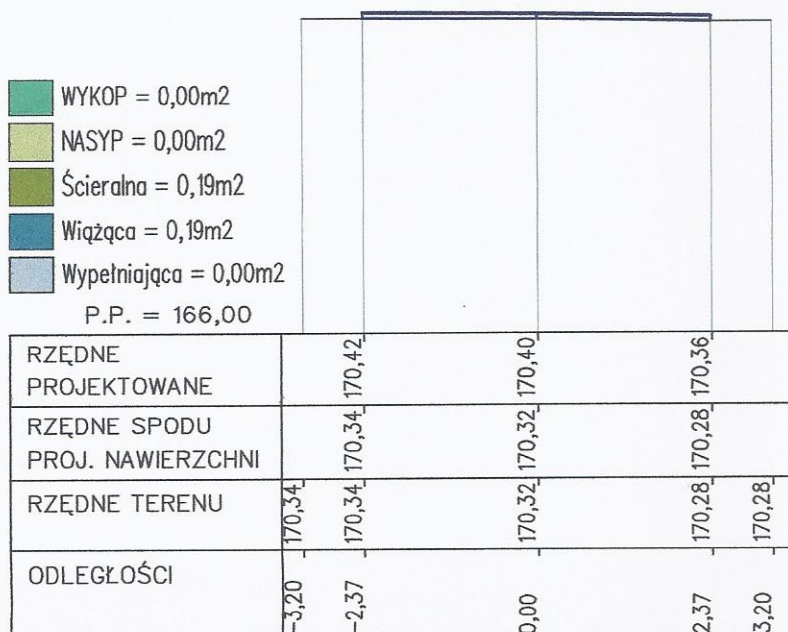 WYKOP = 0,00m2
NASYP = 0,00m2
Ścieralna = 0,19m2
Wiążąca = 0,19m2
Wypełniająca = 0,00m2
P.P. = 166,00
RZĘDNE
PROJEKTOWANE
170,42 170,40 170,36
RZĘDNE SPODU
PROJ. NAWIERZCHNI
170,34 170,32 170,28
RZĘDNE TERENU
170,34 170,34 170,32 170,28 170,28
ODLEGŁOŚCI
-3,20 -2,37 0,00 2,37 3,20